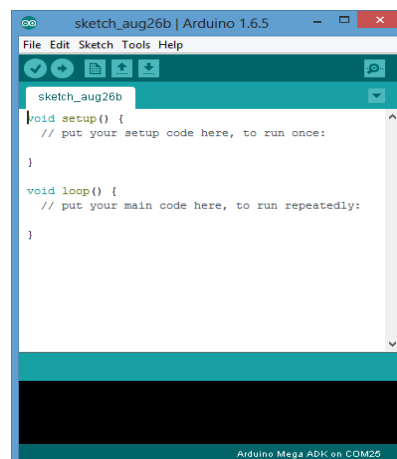 sketch_aug26b | Arduino 1.6.5
File Edit Sketch Tools Help
sketch_aug26b
void setup() {
  // put your setup code here, to run once:

}

void loop() {
  // put your main code here, to run repeatedly:

}
Arduino Mega ADK on COM25